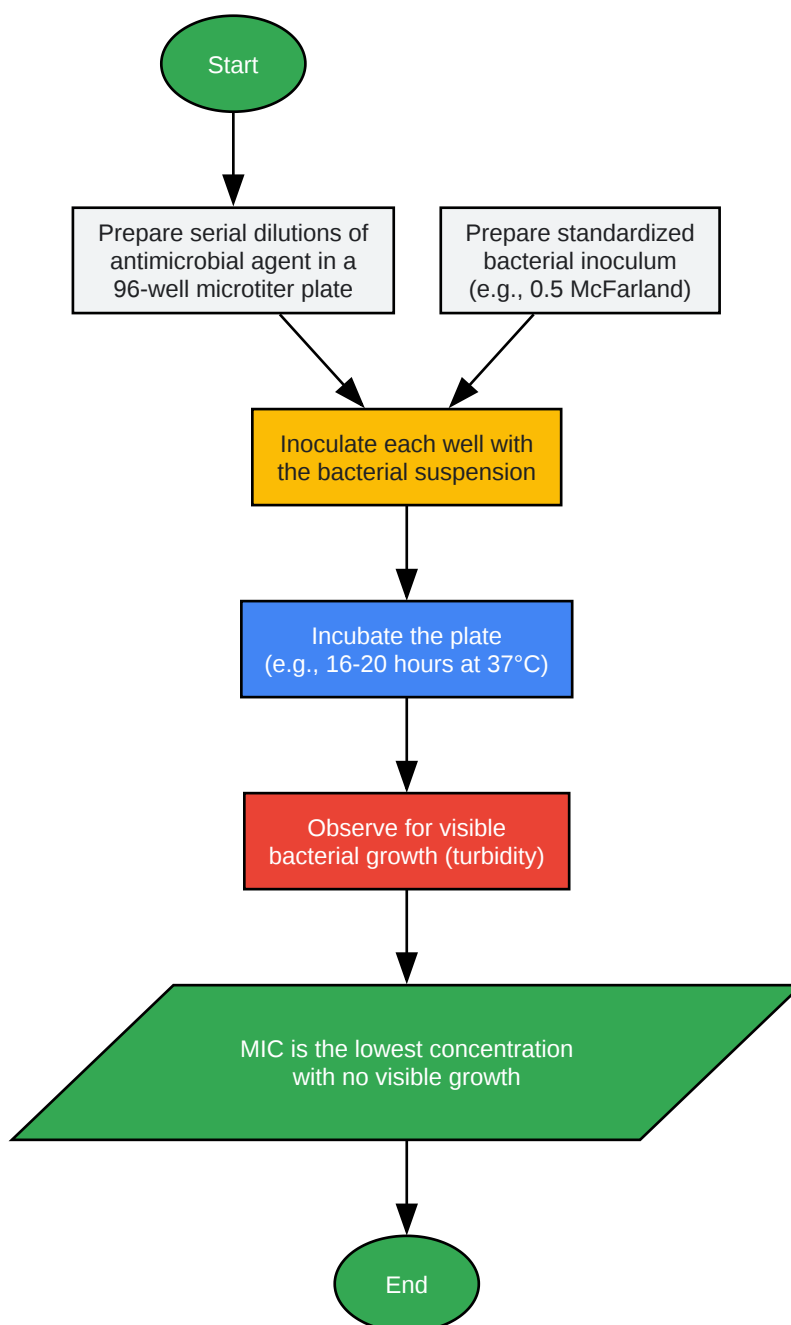 Start
Prepare serial dilutions of
antimicrobial agent in a
96-well microtiter plate
Prepare standardized
bacterial inoculum
(e.g., 0.5 McFarland)
Inoculate each well with
the bacterial suspension
Incubate the plate
(e.g., 16-20 hours at 37°C)
Observe for visible
bacterial growth (turbidity)
MIC is the lowest concentration
with no visible growth
End